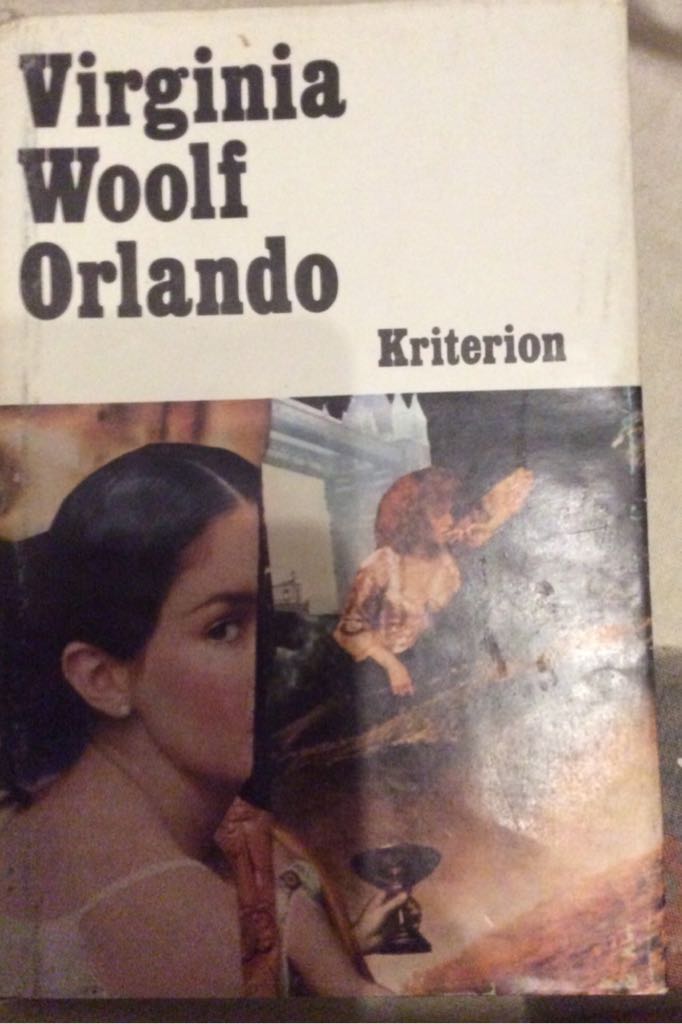 Virginia
Woolf
Orlando
Kriterion